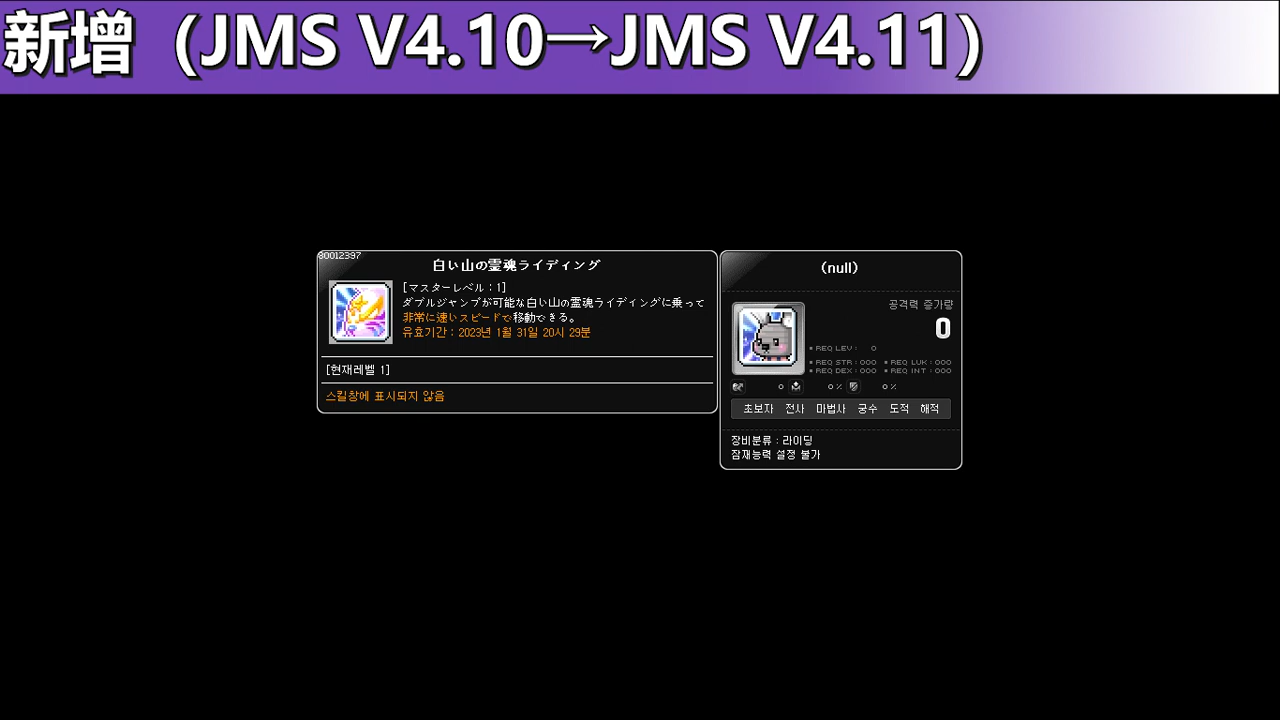 新增（JMS V4.10→JMS V4.11）
80012397
白い山の霊魂ライディング
[マスターレベル：1]
ダブルジャンプが可能な白い山の霊魂ライディングに乗って
非常に速いスピードで移動できる。
유효기간 : 2023년 1월 31일 20시 29분
[현재레벨 1]
스킬창에 표시되지 않음
(null)
공격력 증가량
0
REQ LEV : 0
REQ STR : 000 REQ LUK : 000
REQ DEX : 000 REQ INT : 000
0 0 % 0 %
초보자 전사 마법사 궁수 도적 해적
장비분류 : 라이딩
잠재능력 설정 불가